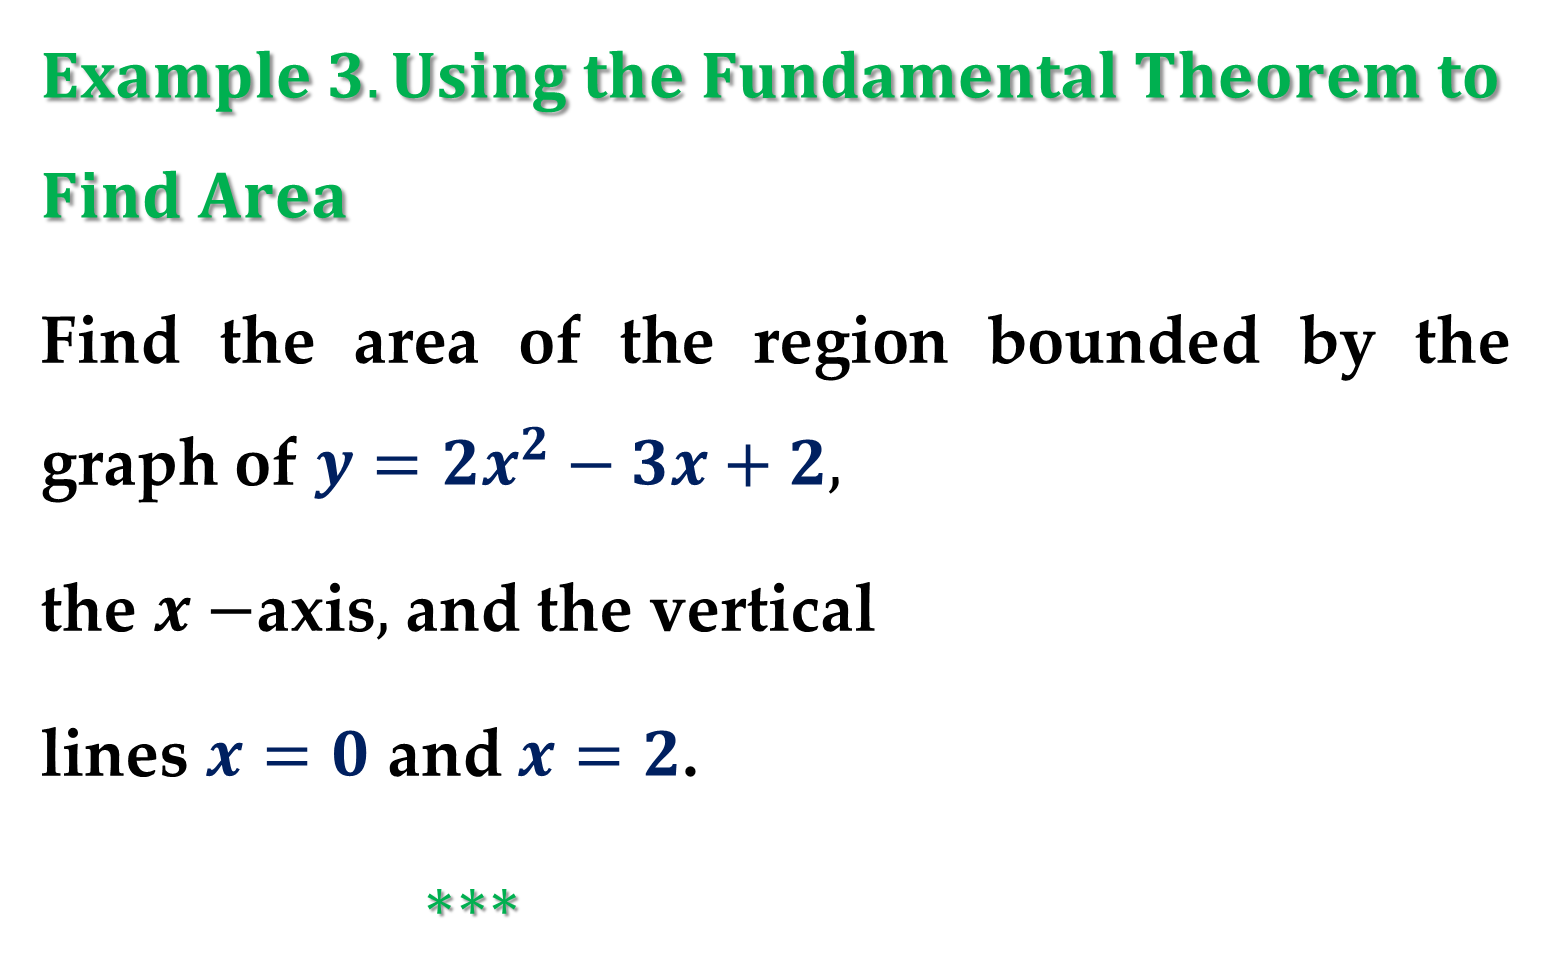 Example 3. Using the Fundamental Theorem to
Find Area
Find the area of the region bounded by the
graph of y = 2x² − 3x + 2,
the x −axis, and the vertical
lines x = 0 and x = 2.
***